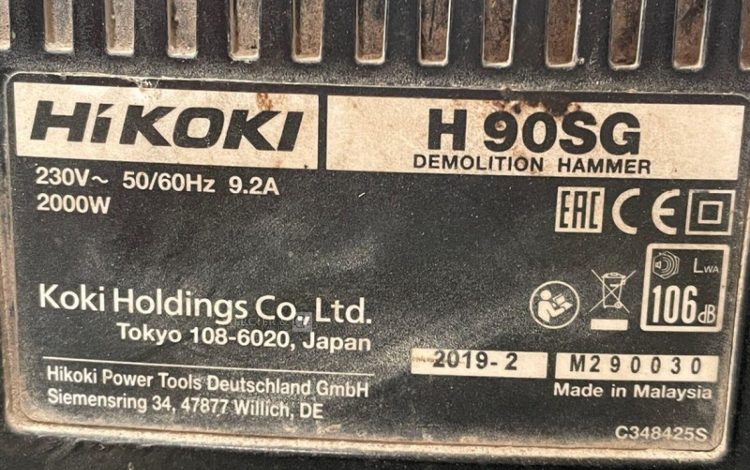 HiKOKI
H 90SG
DEMOLITION HAMMER
230V~ 50/60Hz 9.2A
2000W
EAC CE
LWA
106 dB
Koki Holdings Co., Ltd.
Tokyo 108-6020, Japan
2019-2 M290030
Made in Malaysia
Hikoki Power Tools Deutschland GmbH
Siemensring 34, 47877 Willich, DE
C348425S